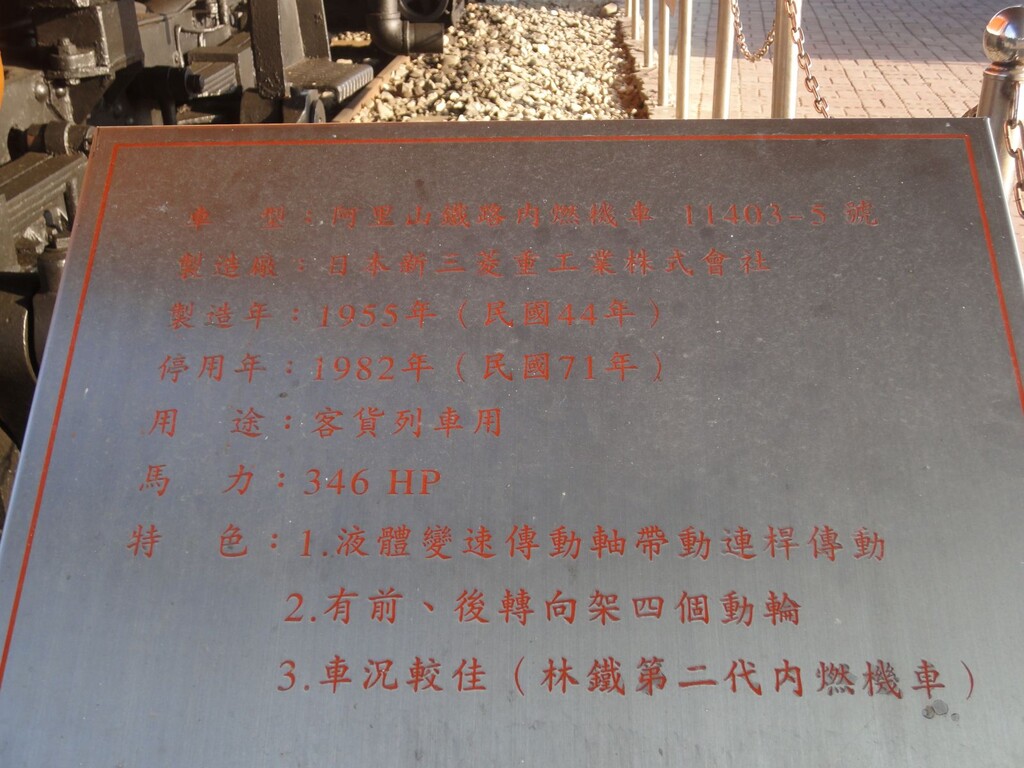 車　型：阿里山鐵路內燃機車 11403-5 號
製造廠：日本新三菱重工業株式會社
製造年：1955年（民國44年）
停用年：1982年（民國71年）
用　途：客貨列車用
馬　力：346 HP
特　色：1.液體變速傳動軸帶動連桿傳動
2.有前、後轉向架四個動輪
3.車況較佳（林鐵第二代內燃機車）